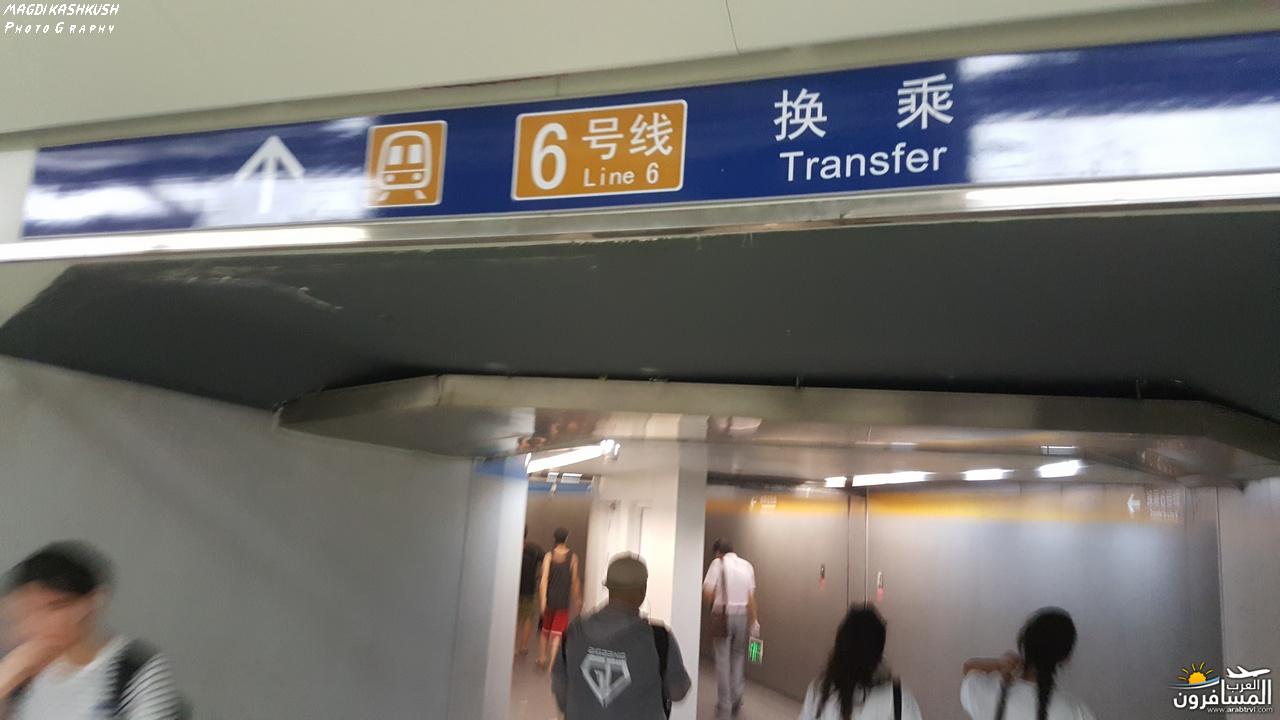 MAGDI KASHKUSH
PHOTOGRAPHY
6 号线
Line 6
换乘
Transfer
العرب
المسافرون
www.arabtrvl.com